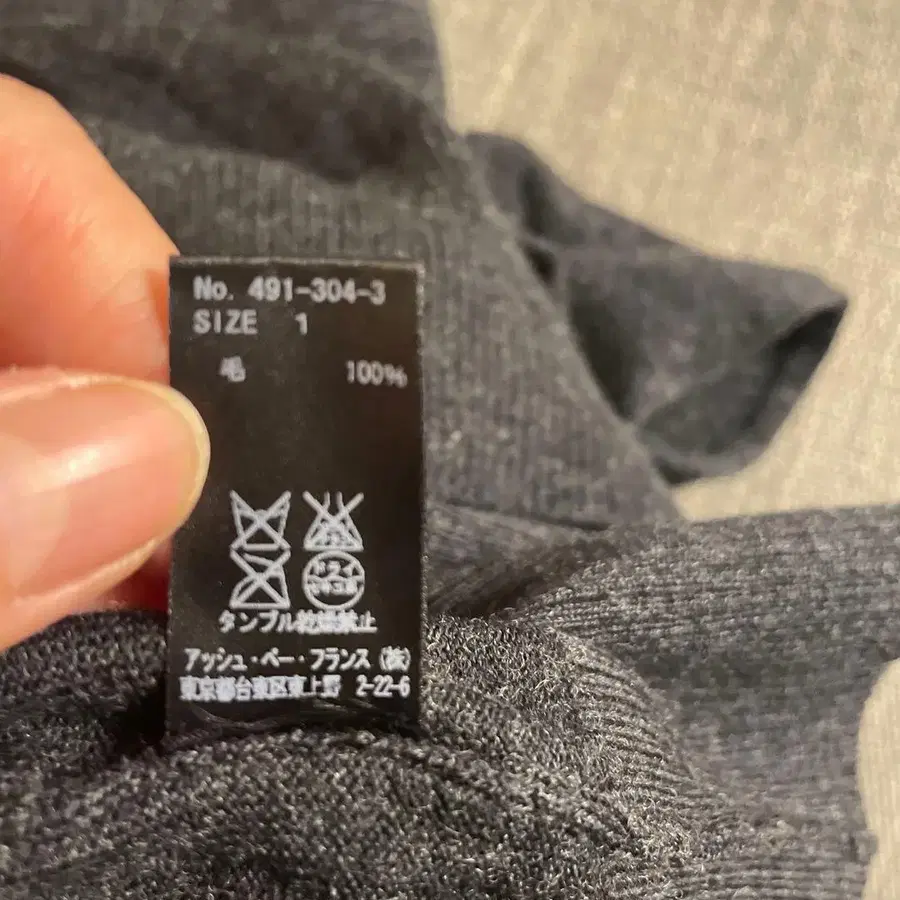 No. 491-304-3
SIZE 1
毛 100%
ドライ
タンブル乾燥禁止
アッシュ・ペー・フランス (株)
東京都台東区東上野 2-22-6